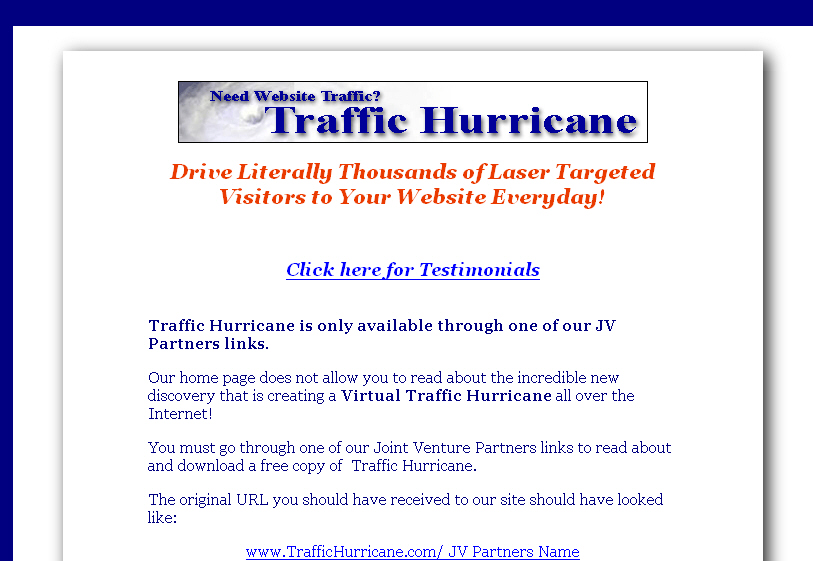 Need Website Traffic?
Traffic Hurricane
Drive Literally Thousands of Laser Targeted
Visitors to Your Website Everyday!
Click here for Testimonials
Traffic Hurricane is only available through one of our JV
Partners links.
Our home page does not allow you to read about the incredible new
discovery that is creating a Virtual Traffic Hurricane all over the
Internet!
You must go through one of our Joint Venture Partners links to read about
and download a free copy of  Traffic Hurricane.
The original URL you should have received to our site should have looked
like:
www.TrafficHurricane.com/ JV Partners Name